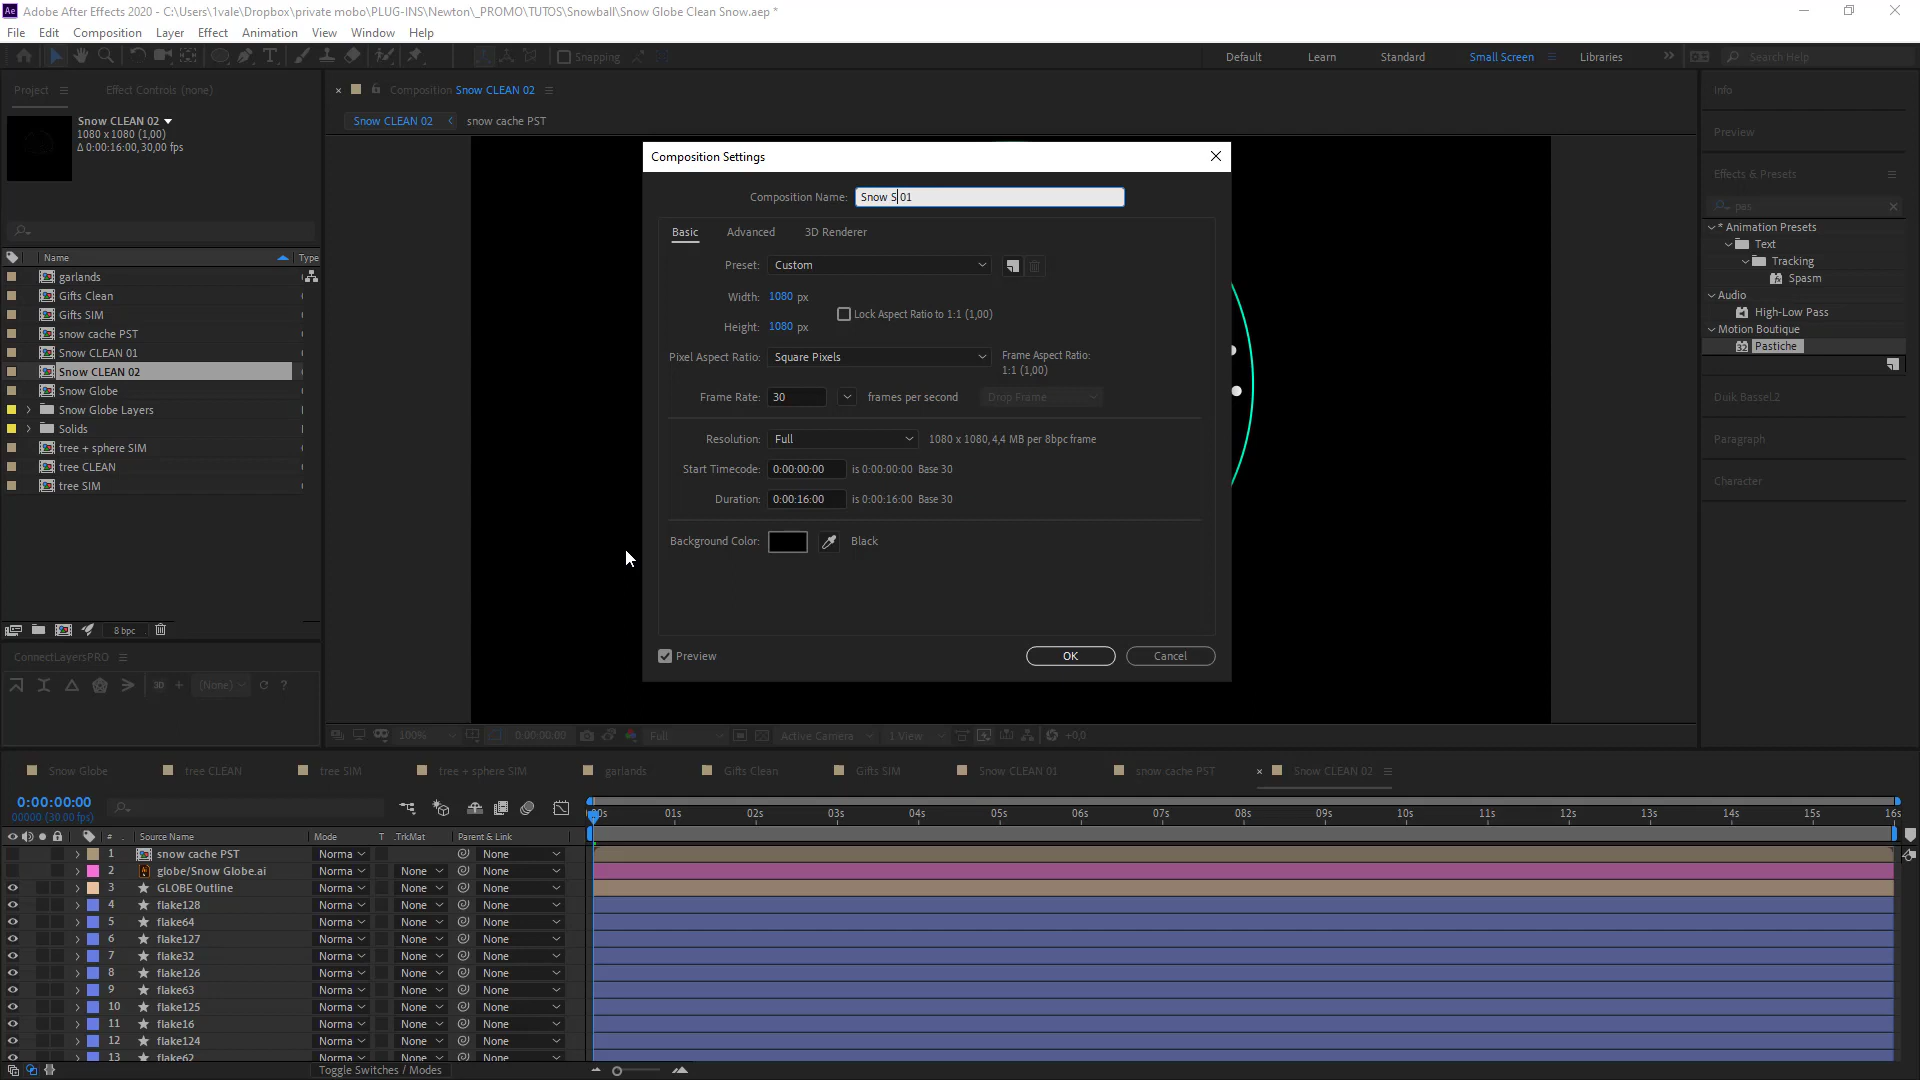 Adobe After Effects 2020 - C:\Users\1vale\Dropbox\private mobo\PLUG-INS\Newton\_PROMO\TUTOS\Snowball\Snow Globe Clean Snow.aep *
File Edit Composition Layer Effect Animation View Window Help
Snapping
Default Learn Standard Small Screen Libraries Search Help
Project Effect Controls (none)
Snow CLEAN 02
1080 x 1080 (1,00)
Δ 0:00:16:00, 30,00 fps
Name Type
garlands
Gifts Clean
Gifts SIM
snow cache PST
Snow CLEAN 01
Snow CLEAN 02
Snow Globe
Snow Globe Layers
Solids
tree + sphere SIM
tree CLEAN
tree SIM
8 bpc
ConnectLayersPRO
3D + (None) ?
Composition Snow CLEAN 02
Snow CLEAN 02 snow cache PST
Composition Settings
Composition Name: Snow S 01
Basic Advanced 3D Renderer
Preset: Custom
Width: 1080 px
Lock Aspect Ratio to 1:1 (1,00)
Height: 1080 px
Pixel Aspect Ratio: Square Pixels
Frame Aspect Ratio:
1:1 (1,00)
Frame Rate: 30 frames per second Drop Frame
Resolution: Full 1080 x 1080, 4,4 MB per 8bpc frame
Start Timecode: 0:00:00:00 is 0:00:00:00 Base 30
Duration: 0:00:16:00 is 0:00:16:00 Base 30
Background Color: Black
Preview OK Cancel
100% 0:00:00:00 Full Active Camera 1 View +0,0
Info
Preview
Effects & Presets
pas
* Animation Presets
Text
Tracking
Spasm
Audio
High-Low Pass
Motion Boutique
32 Pastiche
Duik Bassel.2
Paragraph
Character
Snow Globe tree CLEAN tree SIM tree + sphere SIM garlands Gifts Clean Gifts SIM Snow CLEAN 01 snow cache PST Snow CLEAN 02
0:00:00:00
00000 (30.00 fps)
00s 01s 02s 03s 04s 05s 06s 07s 08s 09s 10s 11s 12s 13s 14s 15s 16s
# Source Name Mode T .TrkMat Parent & Link
1 snow cache PST Norma None
2 globe/Snow Globe.ai Norma None None
3 GLOBE Outline Norma None None
4 flake128 Norma None None
5 flake64 Norma None None
6 flake127 Norma None None
7 flake32 Norma None None
8 flake126 Norma None None
9 flake63 Norma None None
10 flake125 Norma None None
11 flake16 Norma None None
12 flake124 Norma None None
13 flake62 Norma None None
Toggle Switches / Modes